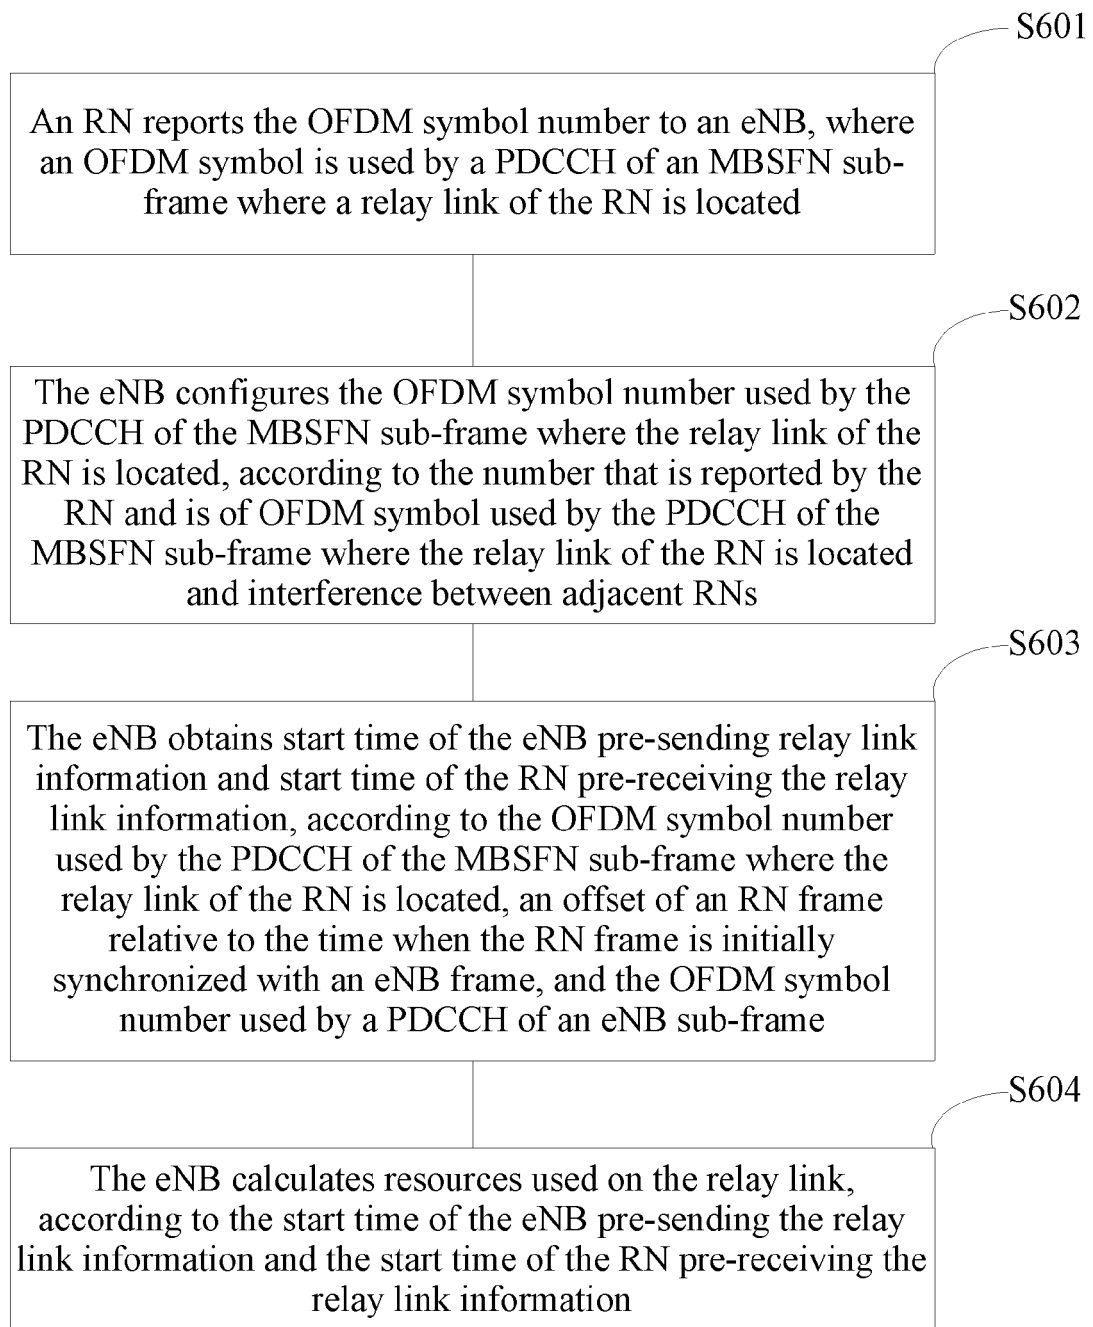 S601
An RN reports the OFDM symbol number to an eNB, where
an OFDM symbol is used by a PDCCH of an MBSFN sub-
frame where a relay link of the RN is located
S602
The eNB configures the OFDM symbol number used by the
PDCCH of the MBSFN sub-frame where the relay link of the
RN is located, according to the number that is reported by the
RN and is of OFDM symbol used by the PDCCH of the
MBSFN sub-frame where the relay link of the RN is located
and interference between adjacent RNs
S603
The eNB obtains start time of the eNB pre-sending relay link
information and start time of the RN pre-receiving the relay
link information, according to the OFDM symbol number
used by the PDCCH of the MBSFN sub-frame where the
relay link of the RN is located, an offset of an RN frame
relative to the time when the RN frame is initially
synchronized with an eNB frame, and the OFDM symbol
number used by a PDCCH of an eNB sub-frame
S604
The eNB calculates resources used on the relay link,
according to the start time of the eNB pre-sending the relay
link information and the start time of the RN pre-receiving the
relay link information